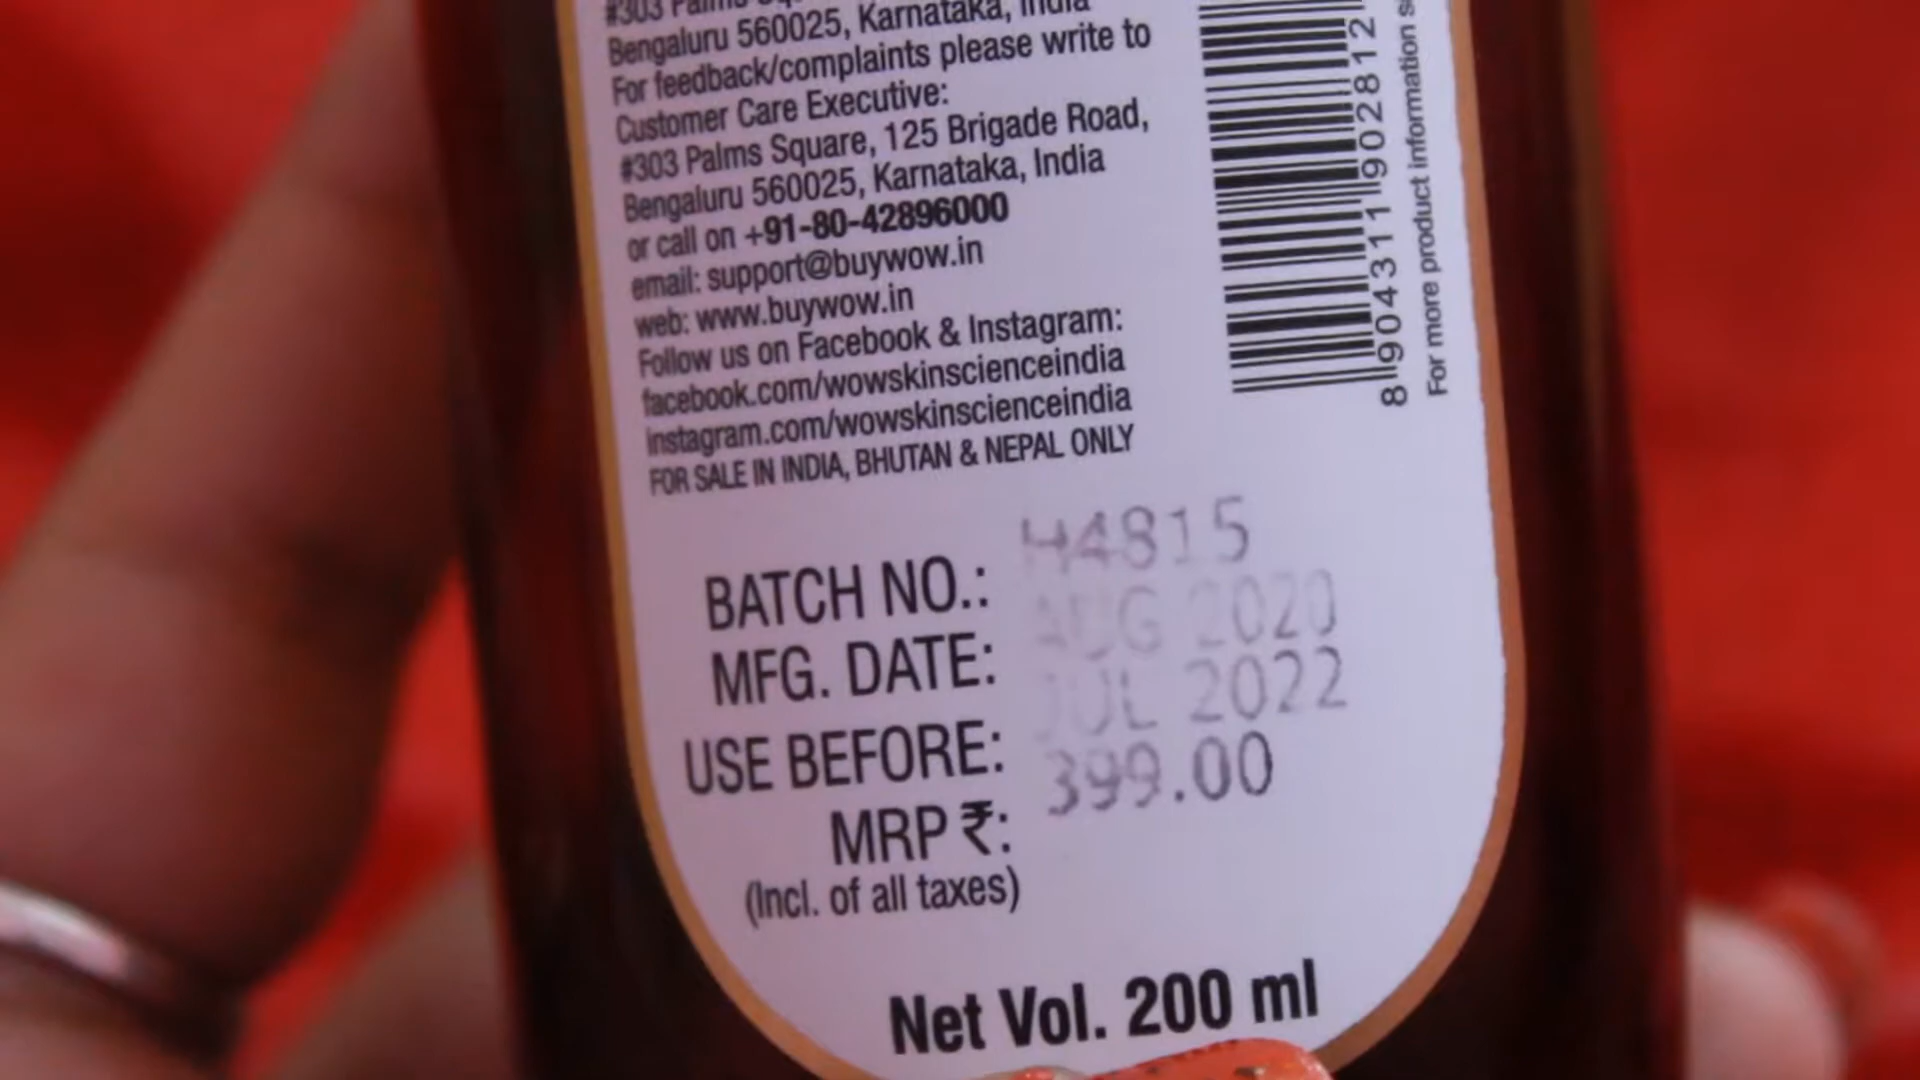 #303 Palms
Bengaluru 560025, Karnataka, India
For feedback/complaints please write to
Customer Care Executive:
#303 Palms Square, 125 Brigade Road,
Bengaluru 560025, Karnataka, India
or call on +91-80-42896000
email: support@buywow.in
web: www.buywow.in
Follow us on Facebook & Instagram:
facebook.com/wowskinscienceindia
instagram.com/wowskinscienceindia
FOR SALE IN INDIA, BHUTAN & NEPAL ONLY
BATCH NO.: H4815
MFG. DATE: AUG 2020
USE BEFORE: JUL 2022
MRP ₹: 399.00
(Incl. of all taxes)
Net Vol. 200 ml
8 904311 902812
For more product information